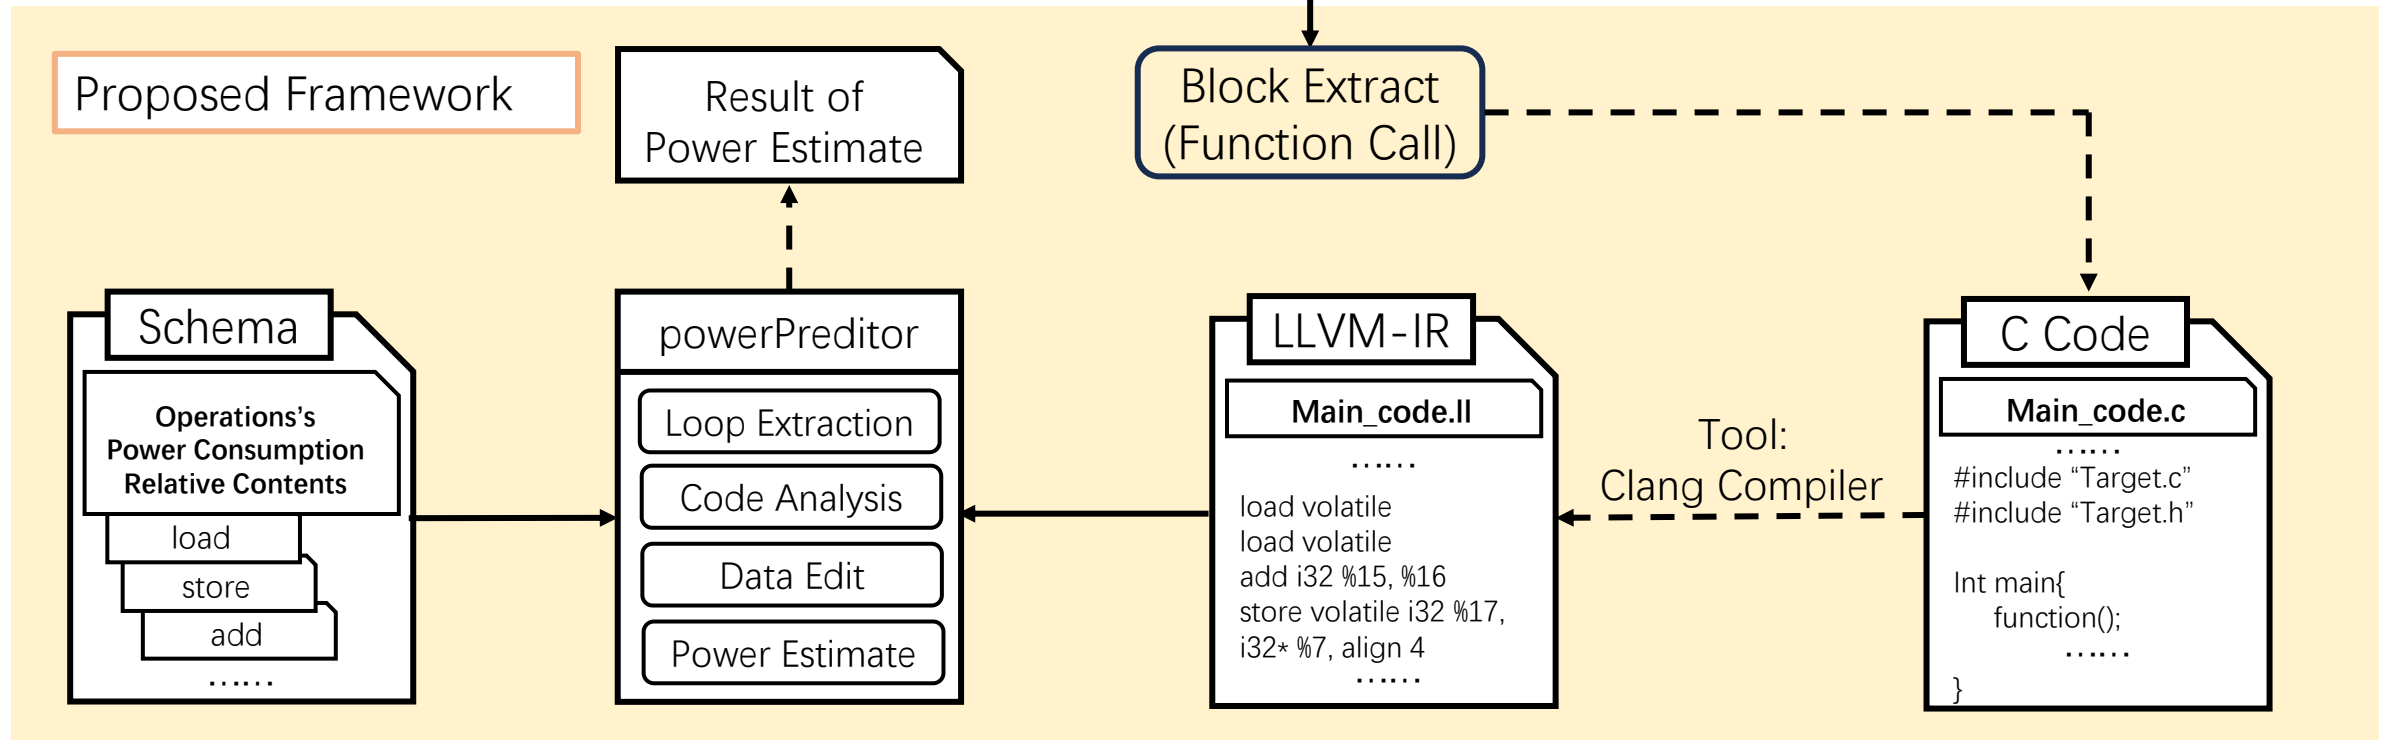 Proposed Framework
Result of
Power Estimate
Block Extract
(Function Call)
Schema
Operations's
Power Consumption
Relative Contents
load
store
add
……
powerPreditor
Loop Extraction
Code Analysis
Data Edit
Power Estimate
LLVM-IR
Main_code.ll
……
load volatile
load volatile
add i32 %15, %16
store volatile i32 %17,
i32* %7, align 4
……
Tool:
Clang Compiler
C Code
Main_code.c
……
#include “Target.c”
#include “Target.h”
Int main{
function();
……
}